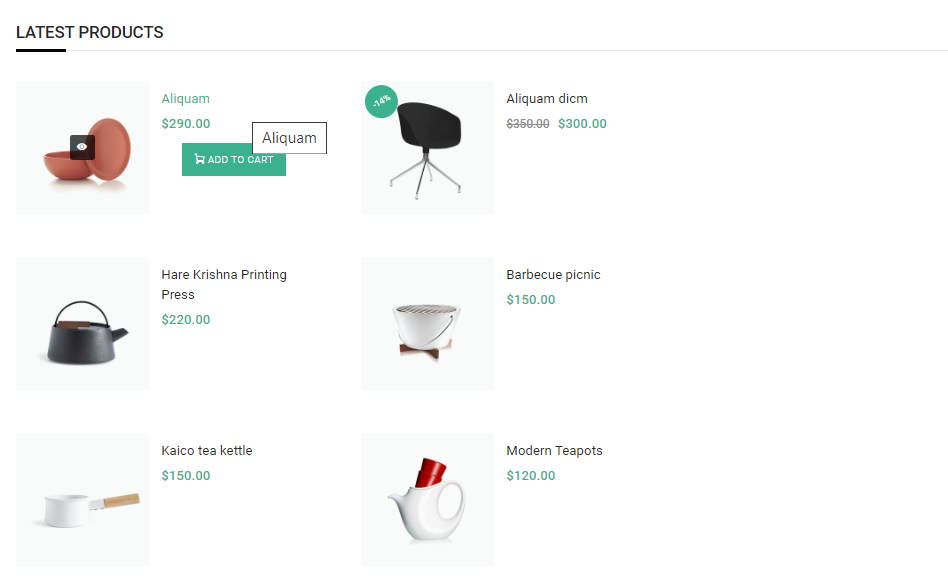 LATEST PRODUCTS
Aliquam
$290.00
Aliquam
ADD TO CART
-14%
Aliquam dicm
$350.00 $300.00
Hare Krishna Printing
Press
$220.00
Barbecue picnic
$150.00
Kaico tea kettle
$150.00
Modern Teapots
$120.00